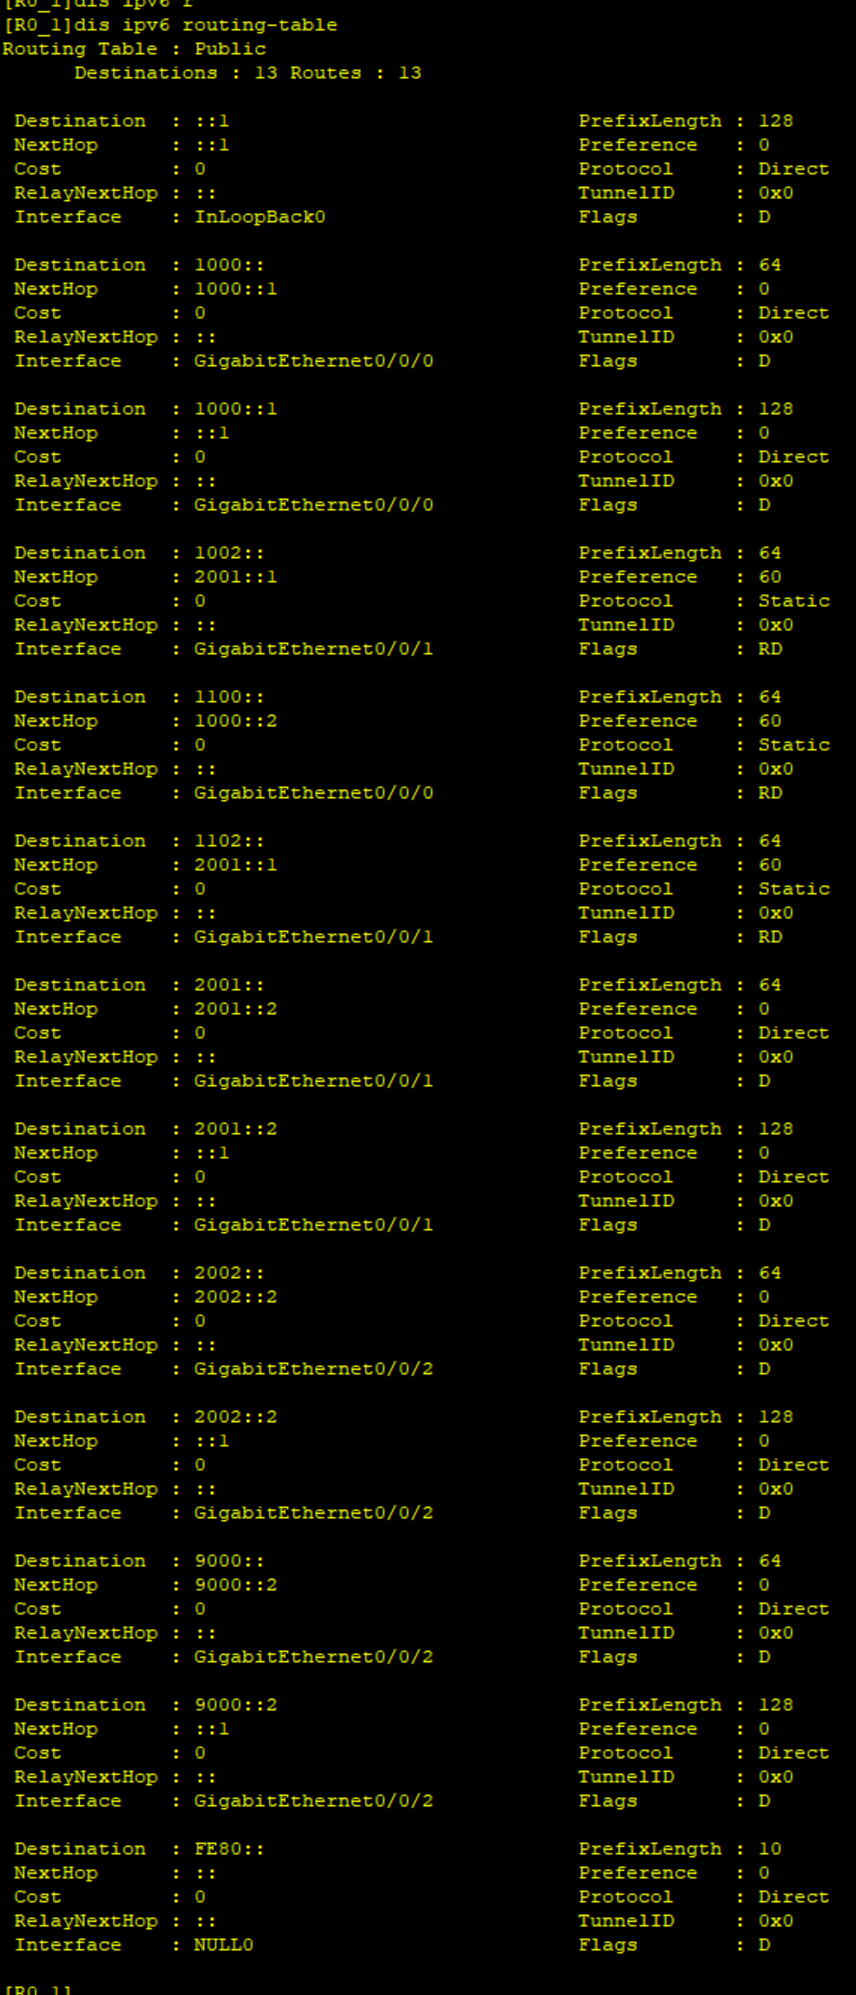 [R0_1]dis ipv6 r
[R0_1]dis ipv6 routing-table
Routing Table : Public
Destinations : 13 Routes : 13
Destination : ::1 PrefixLength : 128
NextHop : ::1 Preference : 0
Cost : 0 Protocol : Direct
RelayNextHop : :: TunnelID : 0x0
Interface : InLoopBack0 Flags : D
Destination : 1000:: PrefixLength : 64
NextHop : 1000::1 Preference : 0
Cost : 0 Protocol : Direct
RelayNextHop : :: TunnelID : 0x0
Interface : GigabitEthernet0/0/0 Flags : D
Destination : 1000::1 PrefixLength : 128
NextHop : ::1 Preference : 0
Cost : 0 Protocol : Direct
RelayNextHop : :: TunnelID : 0x0
Interface : GigabitEthernet0/0/0 Flags : D
Destination : 1002:: PrefixLength : 64
NextHop : 2001::1 Preference : 60
Cost : 0 Protocol : Static
RelayNextHop : :: TunnelID : 0x0
Interface : GigabitEthernet0/0/1 Flags : RD
Destination : 1100:: PrefixLength : 64
NextHop : 1000::2 Preference : 60
Cost : 0 Protocol : Static
RelayNextHop : :: TunnelID : 0x0
Interface : GigabitEthernet0/0/0 Flags : RD
Destination : 1102:: PrefixLength : 64
NextHop : 2001::1 Preference : 60
Cost : 0 Protocol : Static
RelayNextHop : :: TunnelID : 0x0
Interface : GigabitEthernet0/0/1 Flags : RD
Destination : 2001:: PrefixLength : 64
NextHop : 2001::2 Preference : 0
Cost : 0 Protocol : Direct
RelayNextHop : :: TunnelID : 0x0
Interface : GigabitEthernet0/0/1 Flags : D
Destination : 2001::2 PrefixLength : 128
NextHop : ::1 Preference : 0
Cost : 0 Protocol : Direct
RelayNextHop : :: TunnelID : 0x0
Interface : GigabitEthernet0/0/1 Flags : D
Destination : 2002:: PrefixLength : 64
NextHop : 2002::2 Preference : 0
Cost : 0 Protocol : Direct
RelayNextHop : :: TunnelID : 0x0
Interface : GigabitEthernet0/0/2 Flags : D
Destination : 2002::2 PrefixLength : 128
NextHop : ::1 Preference : 0
Cost : 0 Protocol : Direct
RelayNextHop : :: TunnelID : 0x0
Interface : GigabitEthernet0/0/2 Flags : D
Destination : 9000:: PrefixLength : 64
NextHop : 9000::2 Preference : 0
Cost : 0 Protocol : Direct
RelayNextHop : :: TunnelID : 0x0
Interface : GigabitEthernet0/0/2 Flags : D
Destination : 9000::2 PrefixLength : 128
NextHop : ::1 Preference : 0
Cost : 0 Protocol : Direct
RelayNextHop : :: TunnelID : 0x0
Interface : GigabitEthernet0/0/2 Flags : D
Destination : FE80:: PrefixLength : 10
NextHop : :: Preference : 0
Cost : 0 Protocol : Direct
RelayNextHop : :: TunnelID : 0x0
Interface : NULL0 Flags : D
[R0_1]